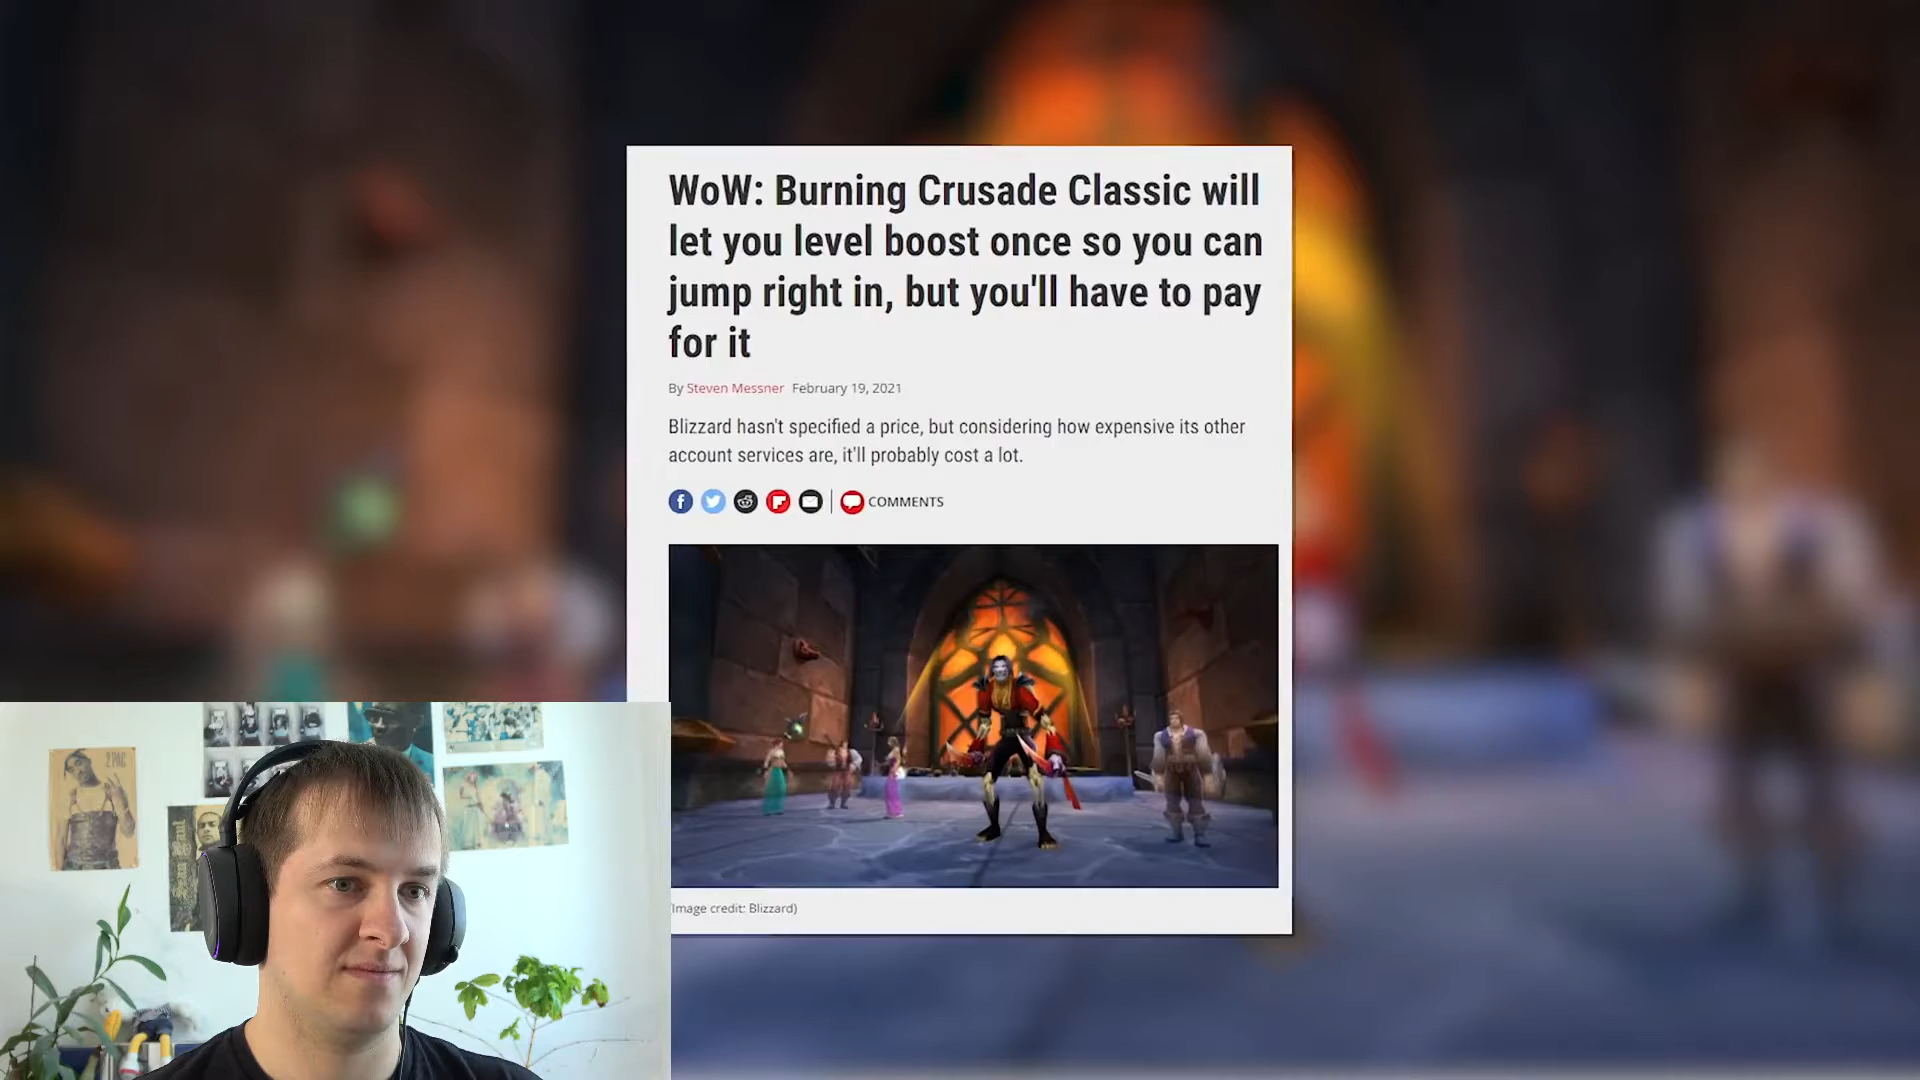 WoW: Burning Crusade Classic will
let you level boost once so you can
jump right in, but you'll have to pay
for it
By Steven Messner February 19, 2021
Blizzard hasn't specified a price, but considering how expensive its other
account services are, it'll probably cost a lot.
COMMENTS
(Image credit: Blizzard)
2PAC